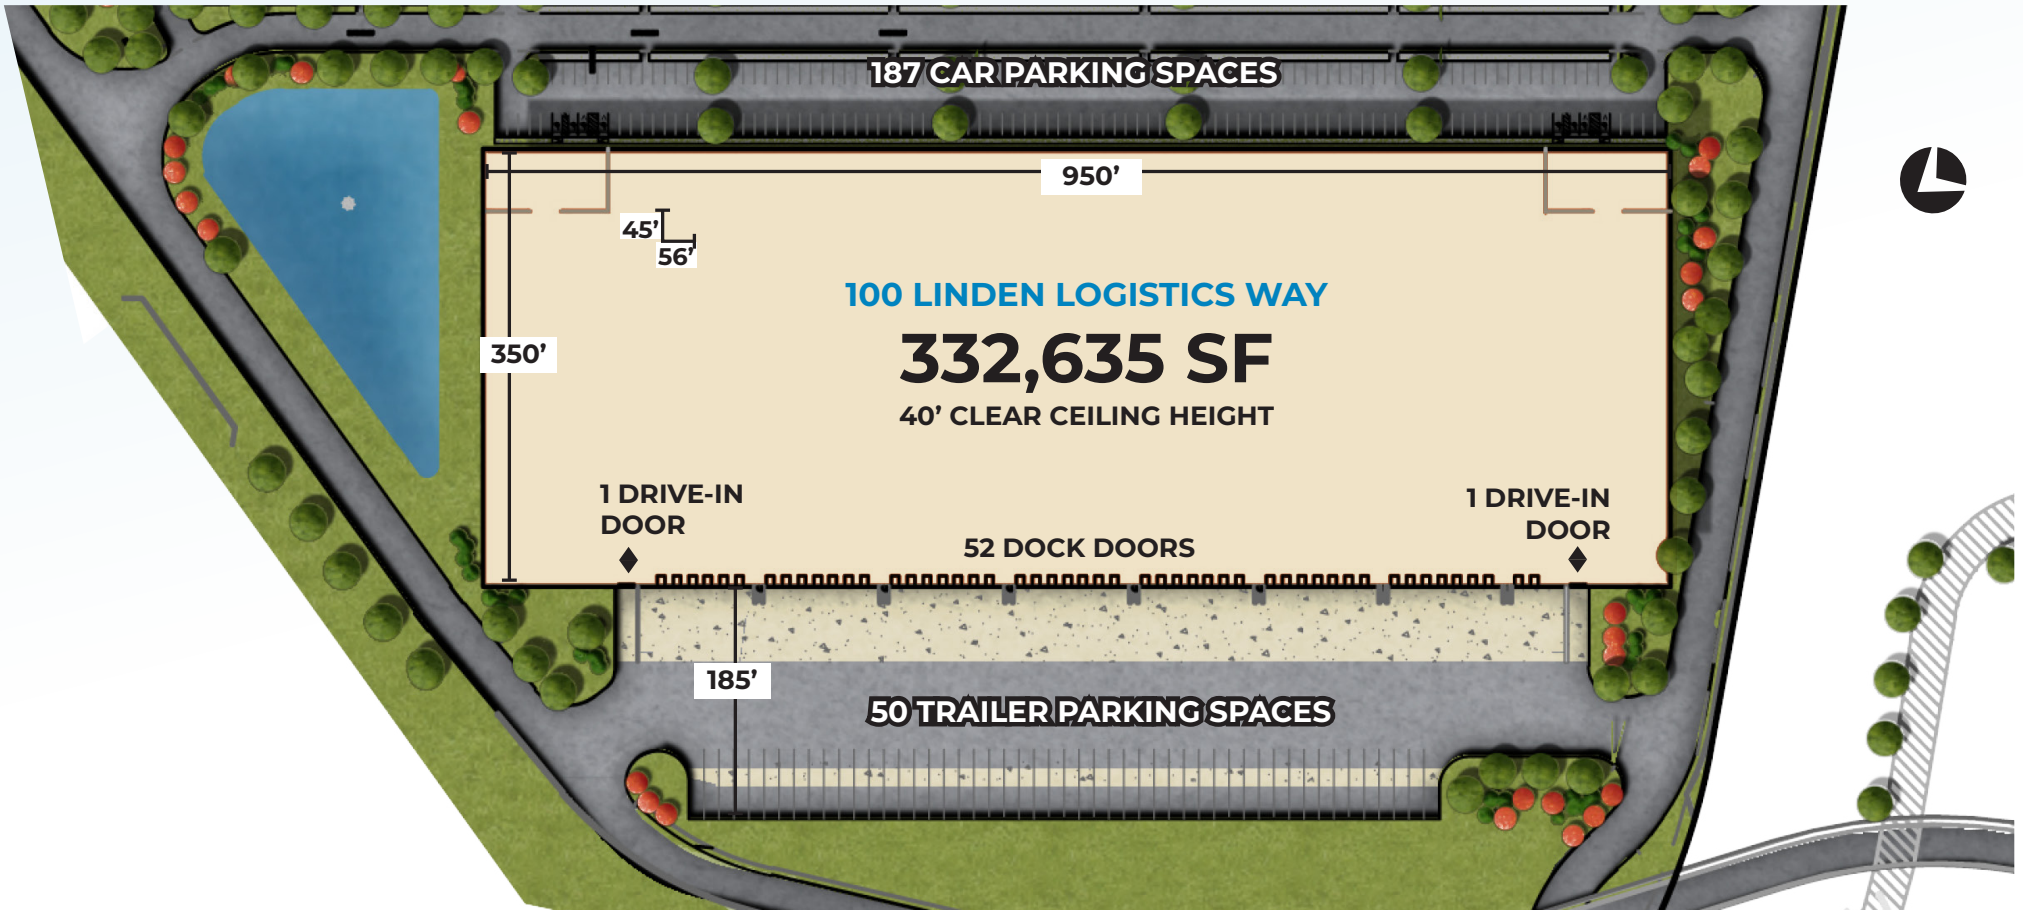 187 CAR PARKING SPACES
950’
45’
56’
100 LINDEN LOGISTICS WAY
332,635 SF
350’
40’ CLEAR CEILING HEIGHT
1 DRIVE-IN
DOOR
1 DRIVE-IN
DOOR
52 DOCK DOORS
185’
50 TRAILER PARKING SPACES